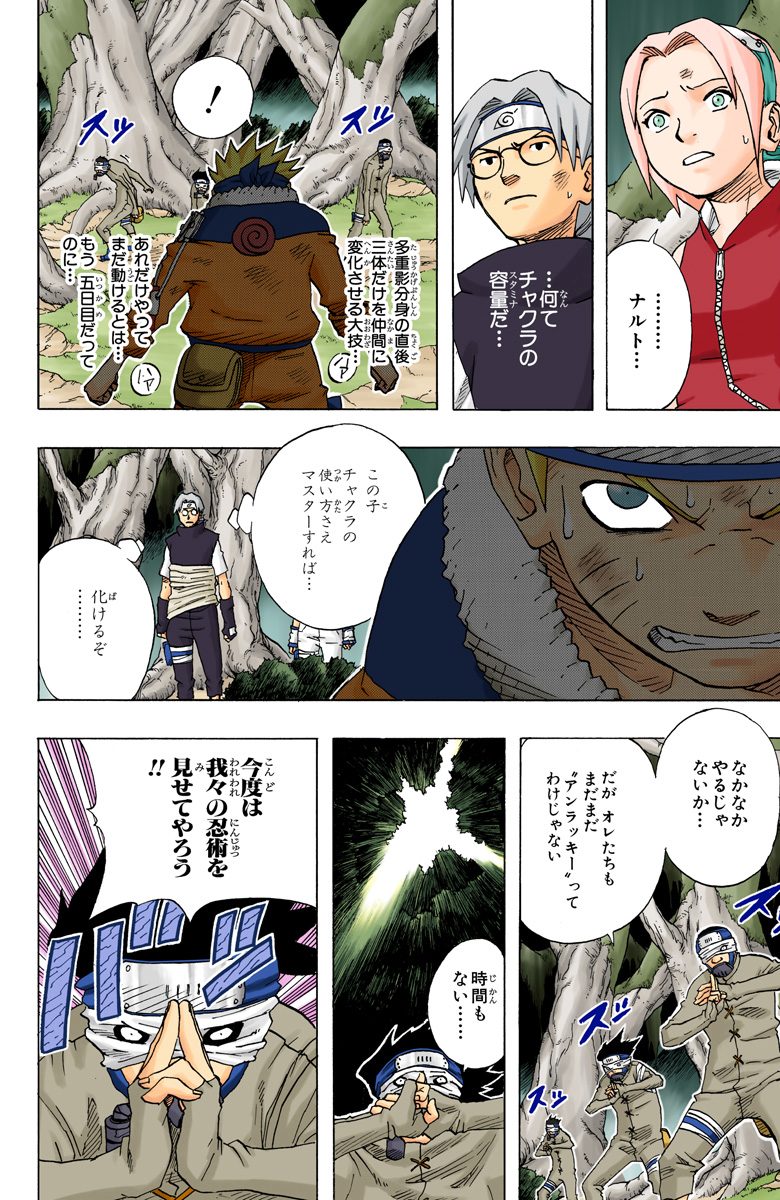 ………
ナルト…
…何て
チャクラの
容量だ…
！
スッ
スッ
多重影分身の直後
三体だけを仲間に
変化させる大技…
あれだけやって
まだ動けるとは…
もう 五日目だって
のに…
ハァ
ハァ
この子
チャクラの
使い方さえ
マスターすれば…
化けるぞ
………
なかなか
やるじゃ
ないか…
だが オレたちも
まだまだ
“アンラッキー”って
わけじゃない
スッ
スッ
スッ
時間も
ない……
今度は
我々の忍術を
見せてやろう
!!
バッ